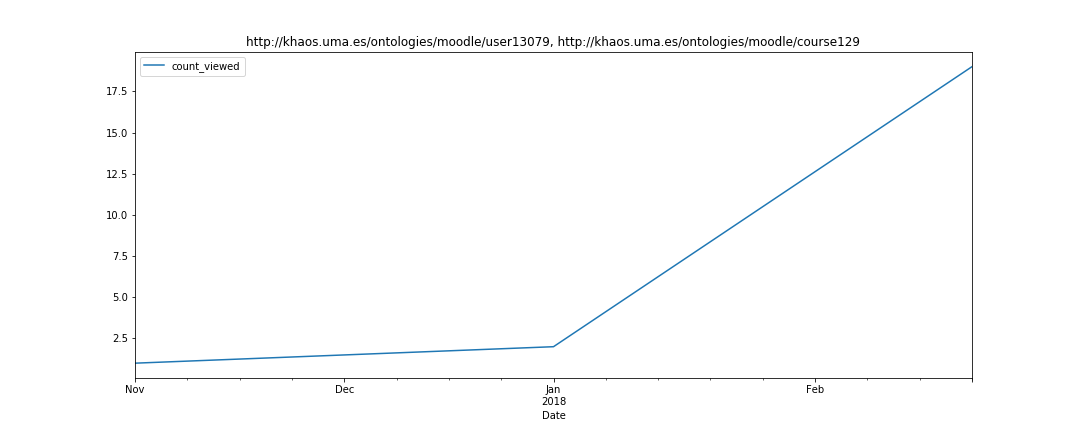 http://khaos.uma.es/ontologies/moodle/user13079, http://khaos.uma.es/ontologies/moodle/course129
count_viewed
17.5
15.0
12.5
10.0
7.5
5.0
2.5
Nov Dec Jan Feb
2018
Date